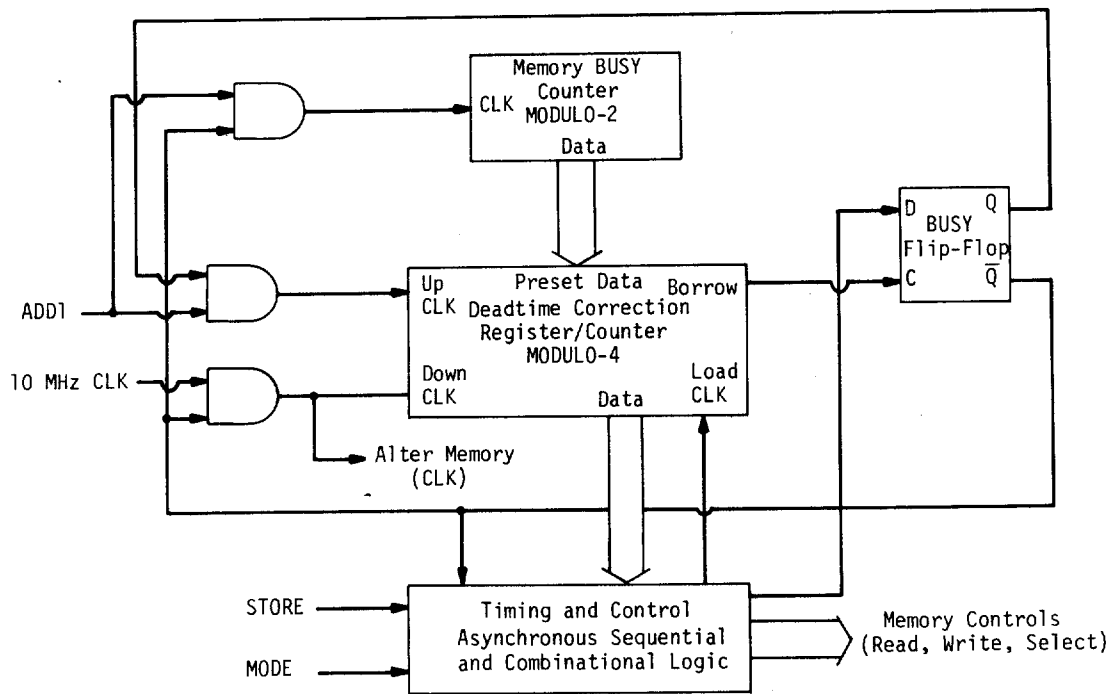 Memory BUSY
Counter
CLK
MODULO-2
Data
D
Q
BUSY
Flip-Flop
C
Q̅
Up
CLK
Preset Data
Borrow
Deadtime Correction
Register/Counter
MODULO-4
ADD1
10 MHz CLK
Down
CLK
Load
CLK
Data
Alter Memory
(CLK)
STORE
MODE
Timing and Control
Asynchronous Sequential
and Combinational Logic
Memory Controls
(Read, Write, Select)